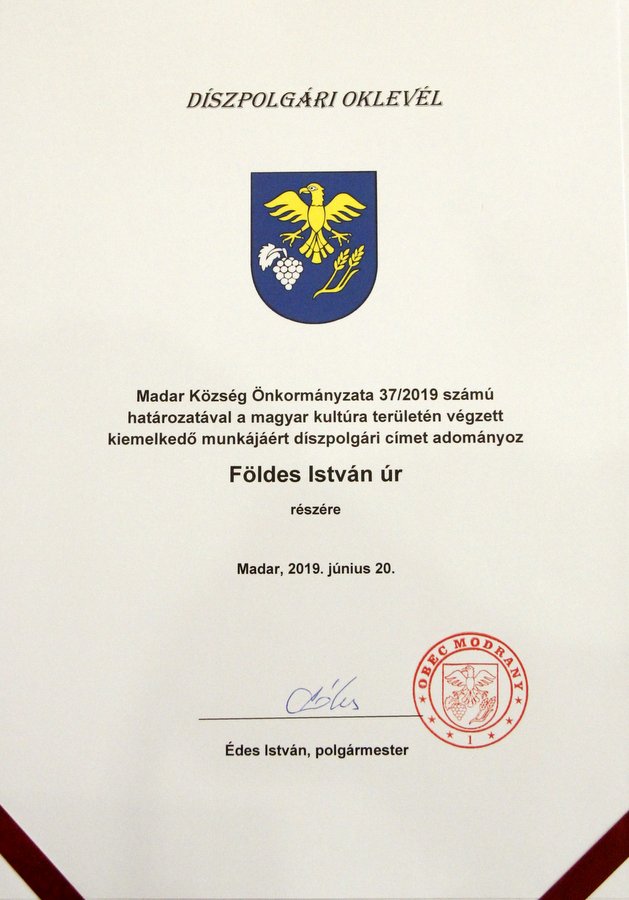 DÍSZPOLGÁRI OKLEVÉL
Madar Község Önkormányzata 37/2019 számú
határozatával a magyar kultúra területén végzett
kiemelkedő munkájáért díszpolgári címet adományoz
Földes István úr
részére
Madar, 2019. június 20.
OBEC MODRANY
1
Édes István, polgármester